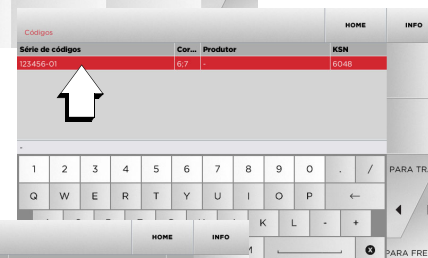 HOME INFO
Códigos
Série de códigos Cor... Produtor KSN
123456-01 6;7 - 6048
-
1 2 3 4 5 6 7 8 9 0 . /
PARA TRA
Q W E R T Y U I O P ←
K L - +
HOME INFO
PARA FRE